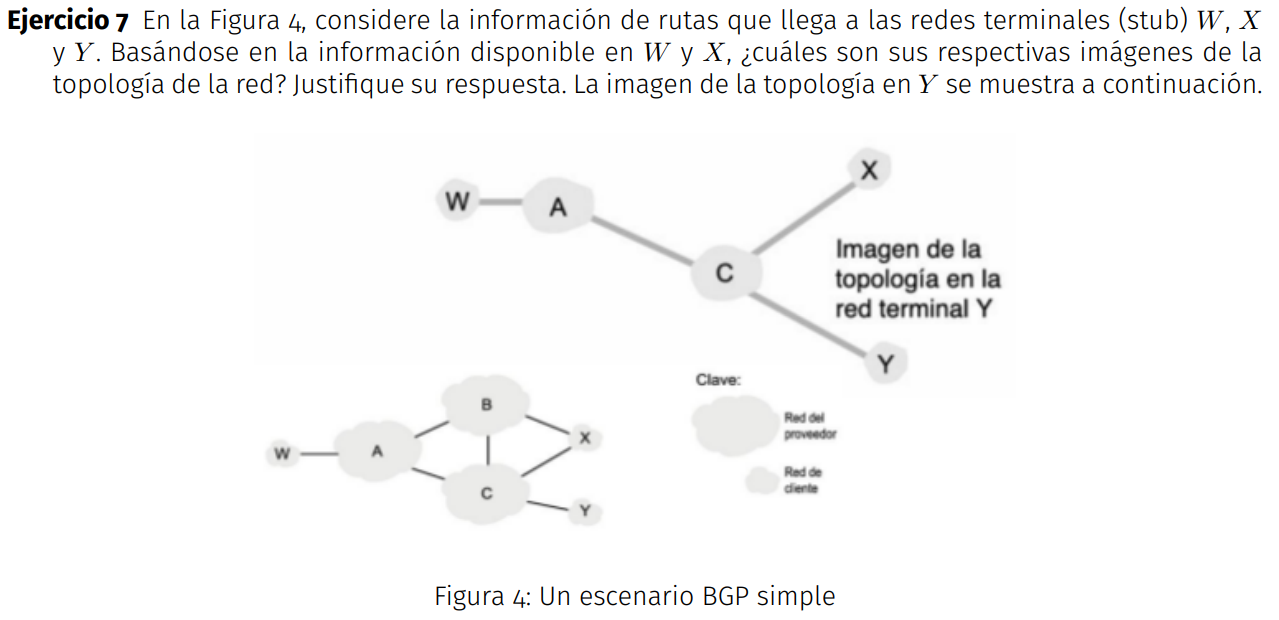 Ejercicio 7 En la Figura 4, considere la información de rutas que llega a las redes terminales (stub) W, X
y Y. Basándose en la información disponible en W y X, ¿cuáles son sus respectivas imágenes de la
topología de la red? Justifique su respuesta. La imagen de la topología en Y se muestra a continuación.
X
W
A
C
Imagen de la
topología en la
red terminal Y
Y
Clave:
B
Red del
proveedor
X
W
A
Red de
cliente
C
Y
Figura 4: Un escenario BGP simple